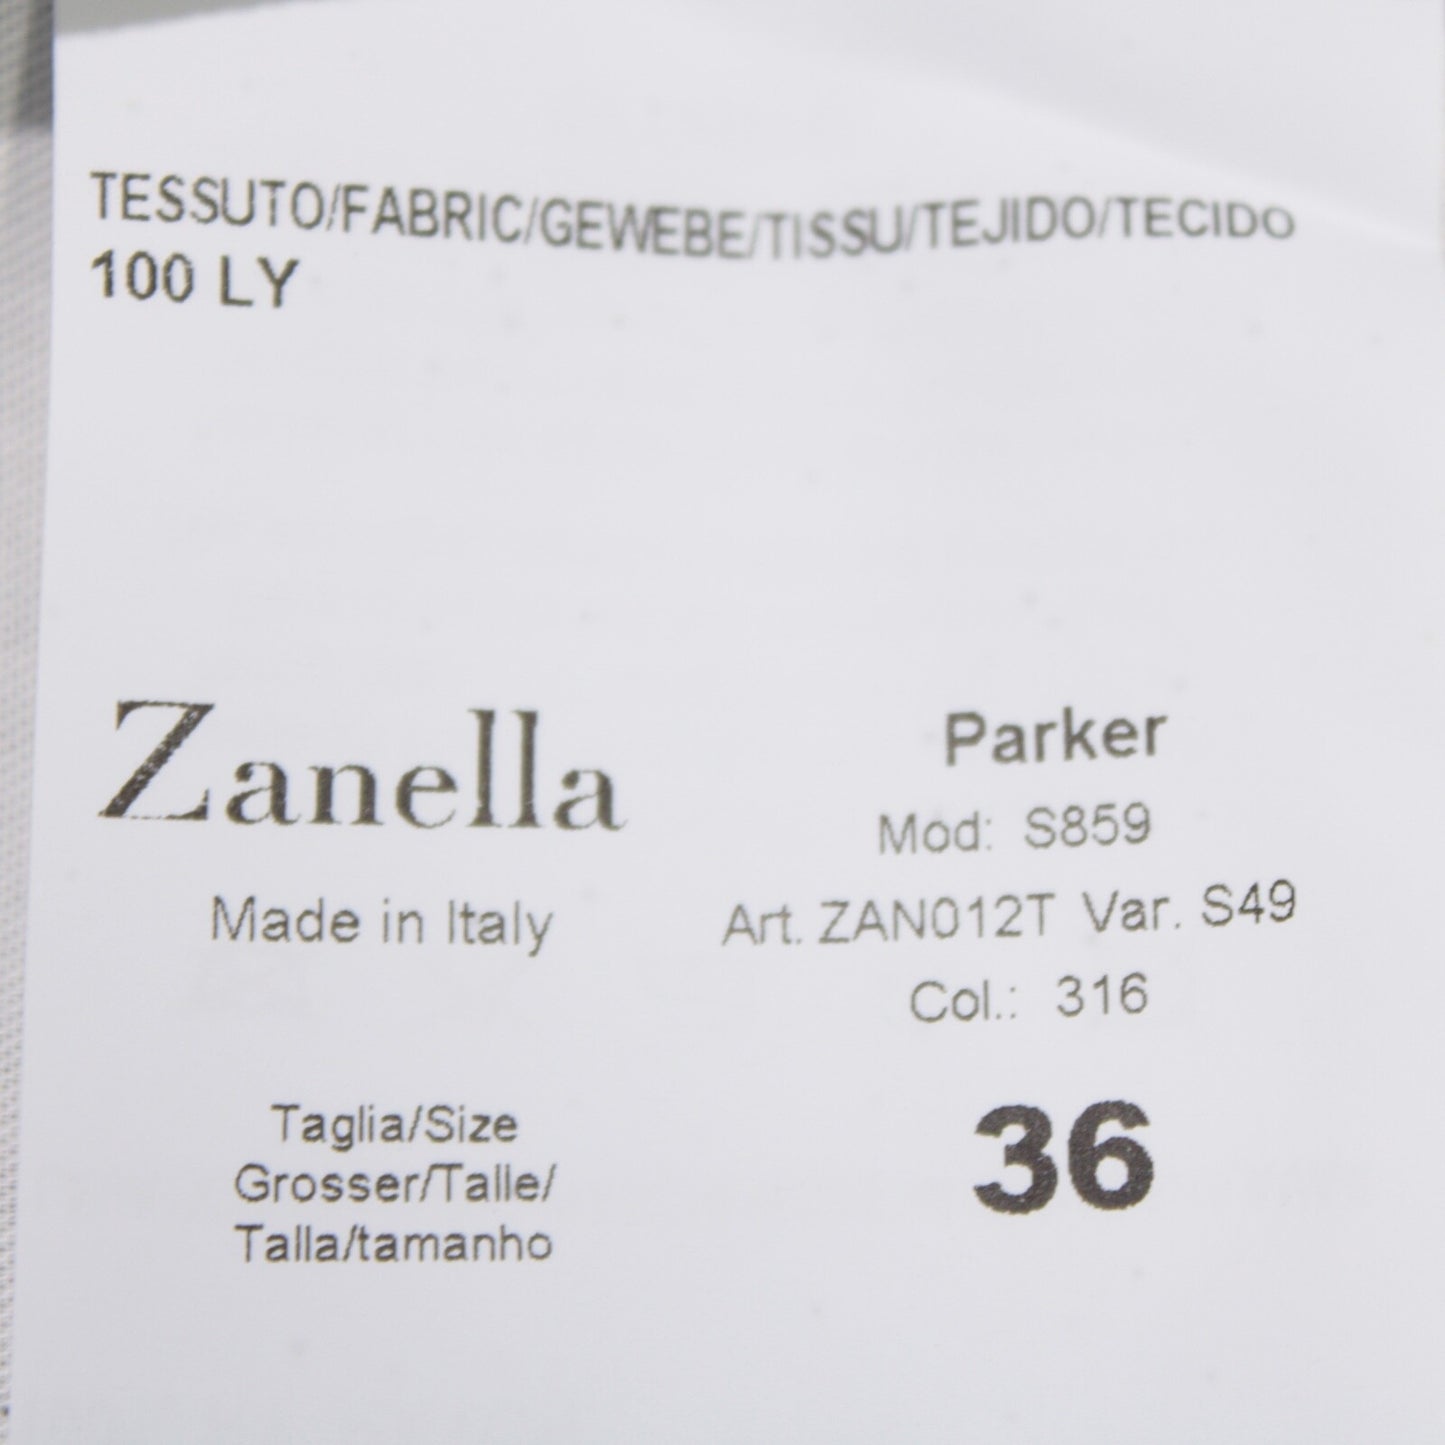 TESSUTO/FABRIC/GEWEBE/TISSU/TEJIDO/TECIDO
100 LY
Zanella
Made in Italy
Parker
Mod: S859
Art. ZAN012T Var. S49
Col.: 316
Taglia/Size
Grosser/Talle/
Talla/tamanho
36